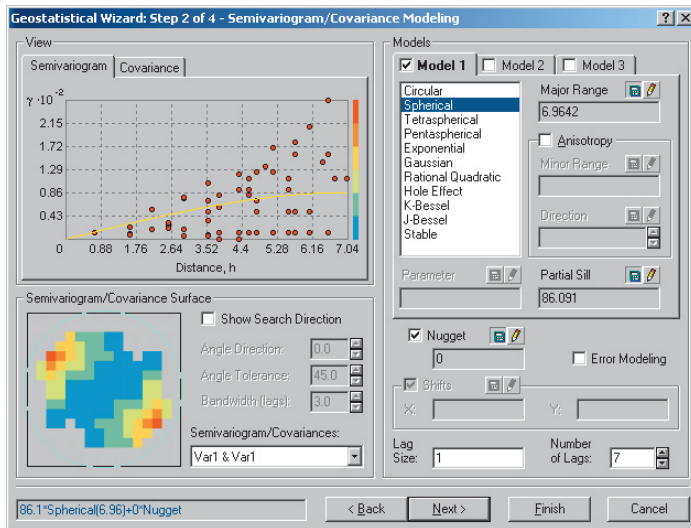 Geostatistical Wizard: Step 2 of 4 - Semivariogram/Covariance Modeling
View
Semivariogram
Covariance
γ ·10⁻²
2.15
1.72
1.29
0.86
0.43
0
0.88
1.76
2.64
3.52
4.4
5.28
6.16
7.04
Distance, h
Semivariogram/Covariance Surface
Show Search Direction
Angle Direction:
0.0
Angle Tolerance:
45.0
Bandwidth (lags):
3.0
Semivariogram/Covariances:
Var1 & Var1
Models
Model 1
Model 2
Model 3
Circular
Spherical
Tetraspherical
Pentaspherical
Exponential
Gaussian
Rational Quadratic
Hole Effect
K-Bessel
J-Bessel
Stable
Major Range
6.9642
Anisotropy
Minor Range
Direction
Parameter
Partial Sill
86.091
Nugget
0
Error Modeling
Shifts
X:
Y:
Lag
Size:
1
Number
of Lags:
7
86.1*Spherical(6.96)+0*Nugget
< Back
Next >
Finish
Cancel